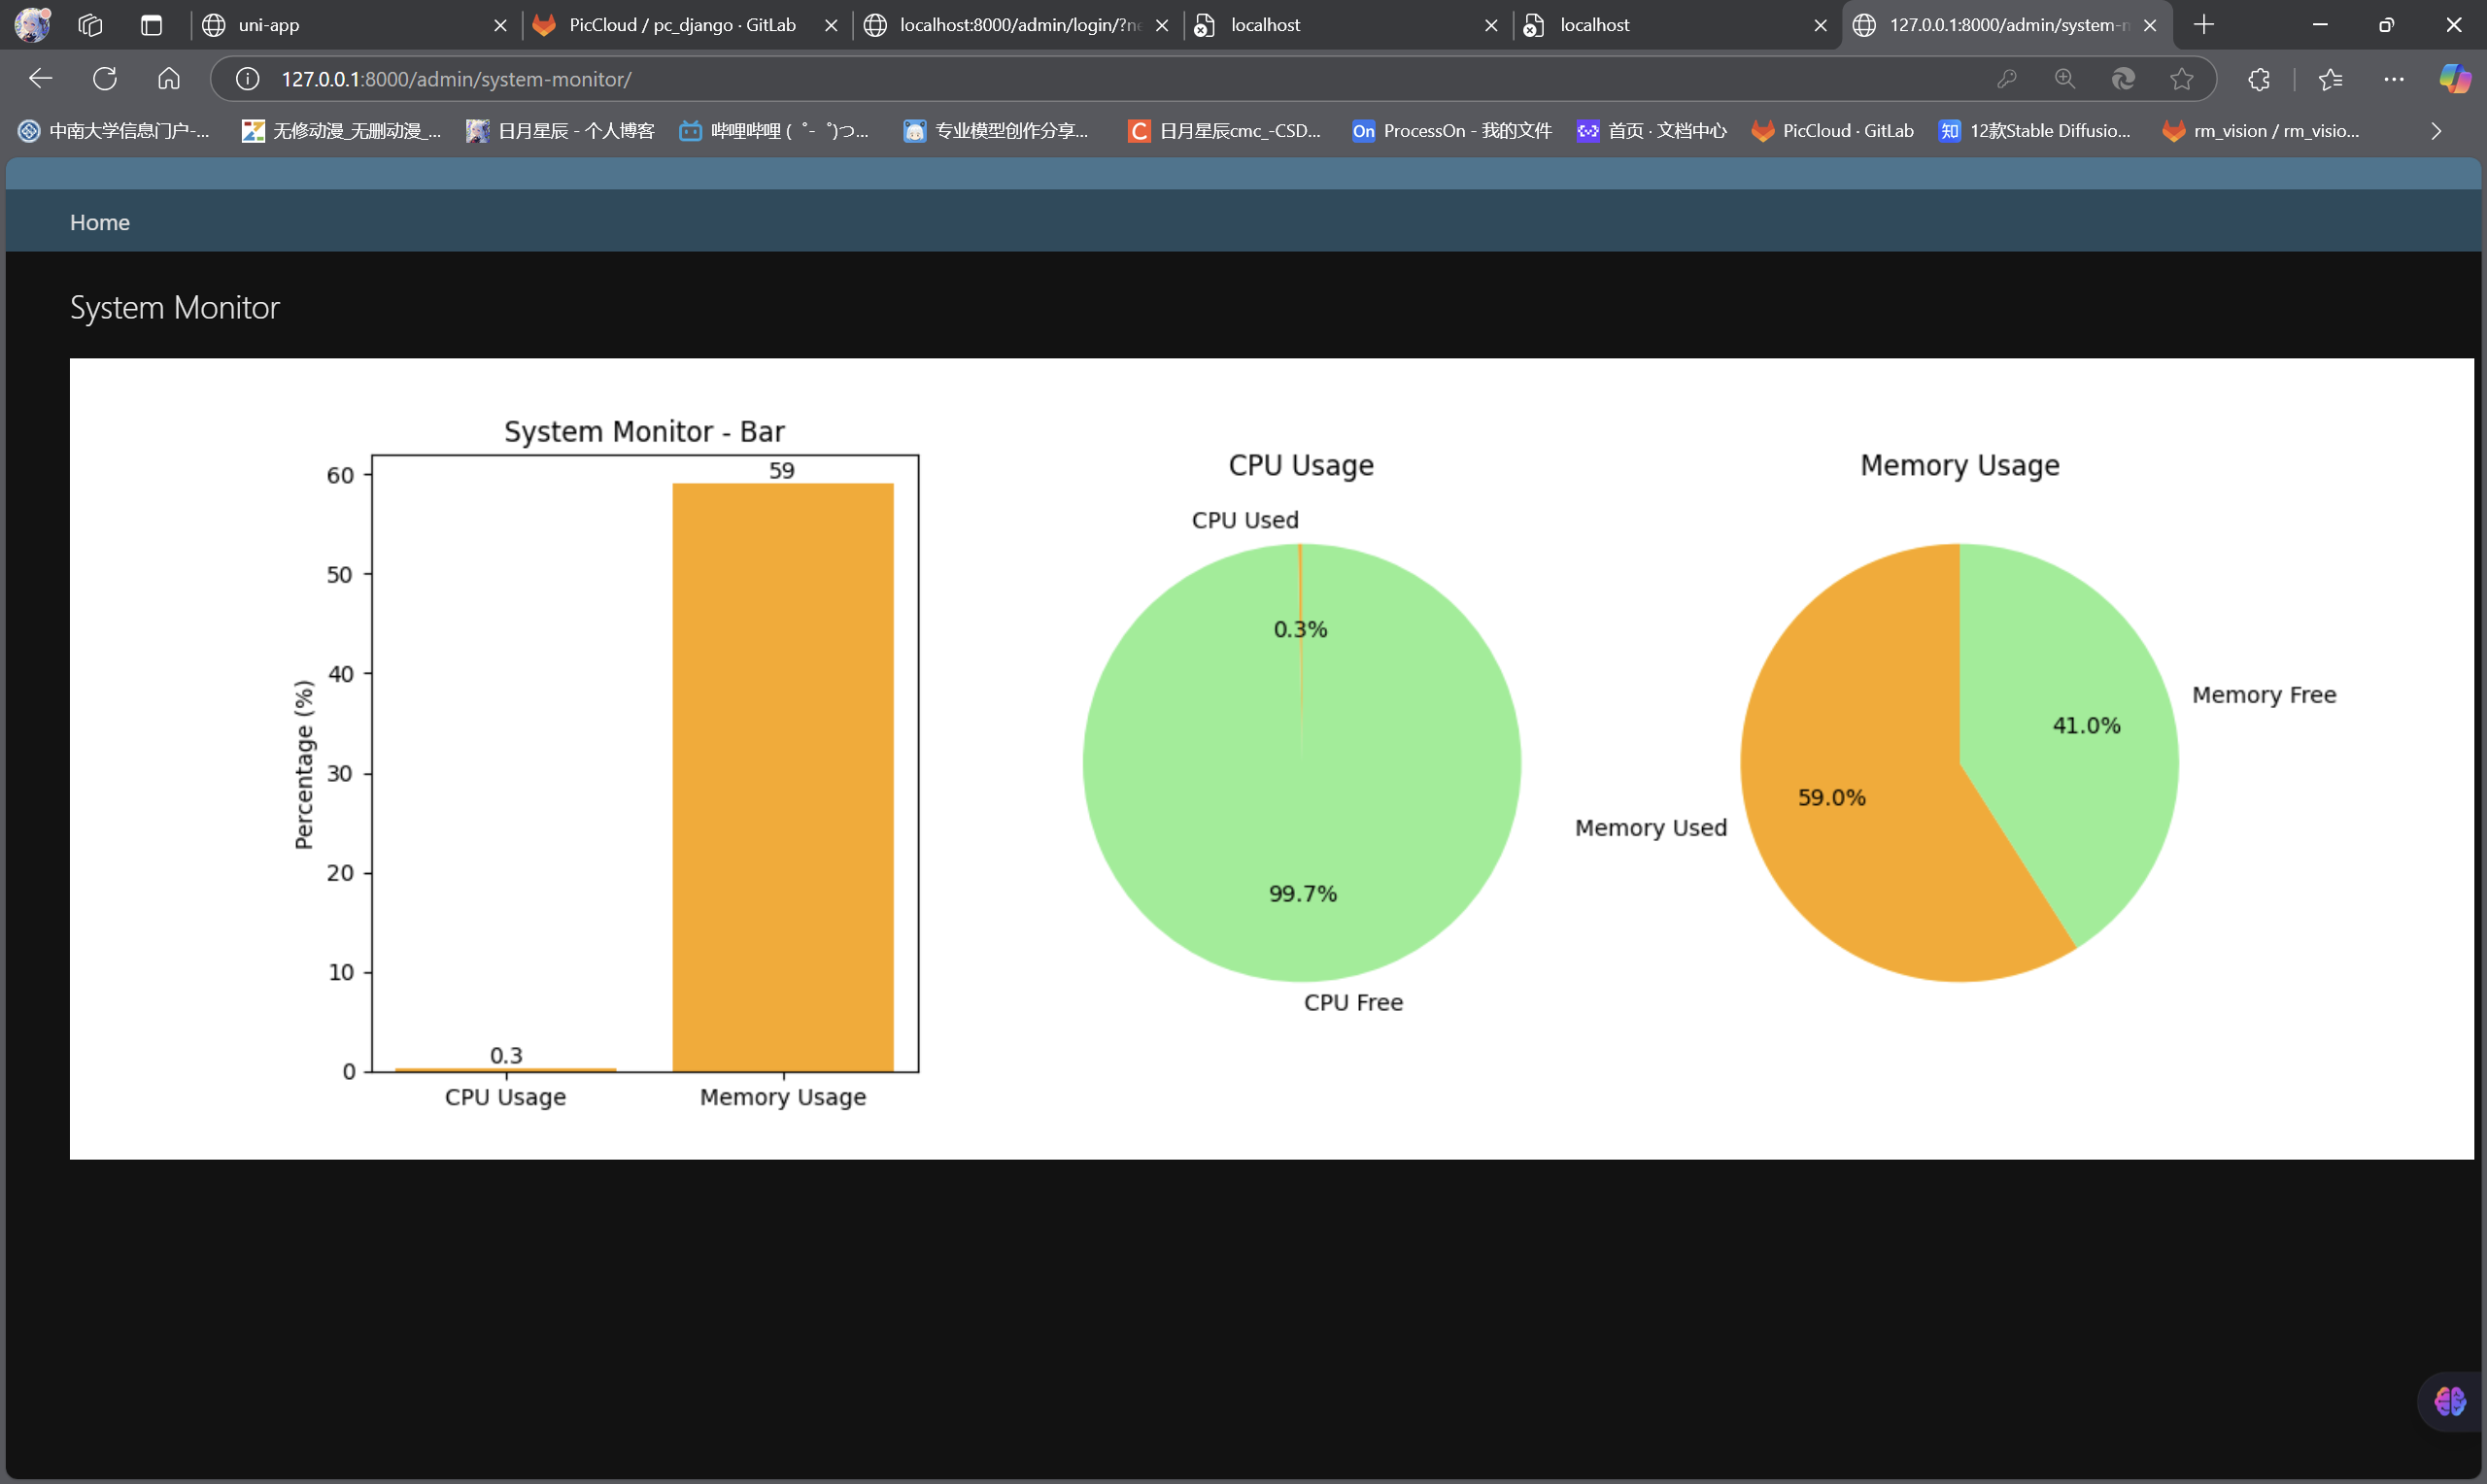 uni-app
PicCloud / pc_django · GitLab
localhost:8000/admin/login/?ne
localhost
localhost
127.0.0.1:8000/admin/system-m
127.0.0.1:8000/admin/system-monitor/
中南大学信息门户-...
无修动漫_无删动漫_...
日月星辰 - 个人博客
哔哩哔哩 ( ゜- ゜)つ...
专业模型创作分享...
C 日月星辰cmc_-CSD...
On ProcessOn - 我的文件
首页 · 文档中心
PicCloud · GitLab
知 12款Stable Diffusio...
rm_vision / rm_visio...
Home
System Monitor
System Monitor - Bar
60
50
40
30
20
10
0
Percentage (%)
0.3
59
CPU Usage
Memory Usage
CPU Usage
CPU Used
0.3%
99.7%
CPU Free
Memory Usage
Memory Free
41.0%
59.0%
Memory Used